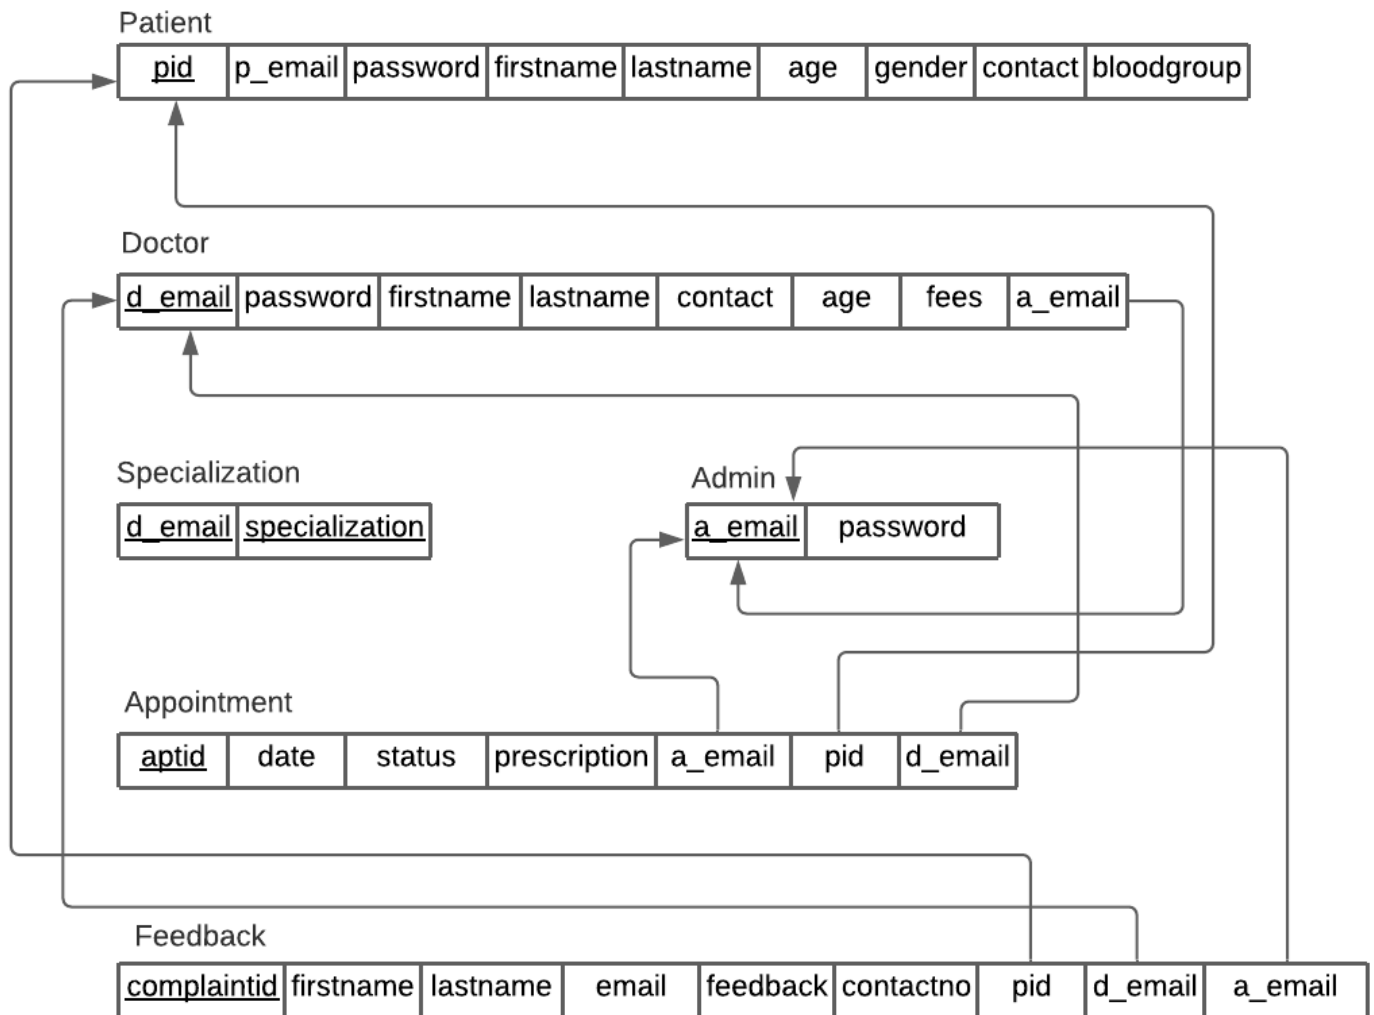 Patient
pid p_email password firstname lastname age gender contact bloodgroup
Doctor
d_email password firstname lastname contact age fees a_email
Specialization
d_email specialization
Admin
a_email password
Appointment
aptid date status prescription a_email pid d_email
Feedback
complaintid firstname lastname email feedback contactno pid d_email a_email